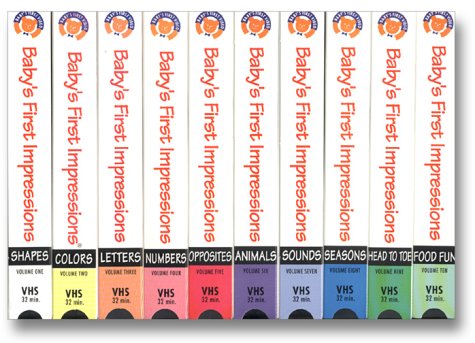 Baby's First Impressions
SHAPES
VOLUME ONE
VHS
32 min.
Baby's First Impressions®
COLORS
VOLUME TWO
VHS
32 min.
Baby's First Impressions
LETTERS
VOLUME THREE
VHS
32 min.
Baby's First Impressions
NUMBERS
VOLUME FOUR
VHS
32 min.
Baby's First Impressions
OPPOSITES
VOLUME FIVE
VHS
32 min.
Baby's First Impressions
ANIMALS
VOLUME SIX
VHS
32 min.
Baby's First Impressions
SOUNDS
VOLUME SEVEN
VHS
32 min.
Baby's First Impressions
SEASONS
VOLUME EIGHT
VHS
32 min.
Baby's First Impressions
HEAD TO TOE
VOLUME NINE
VHS
32 min.
Baby's First Impressions
FOOD FUN
VOLUME TEN
VHS
32 min.